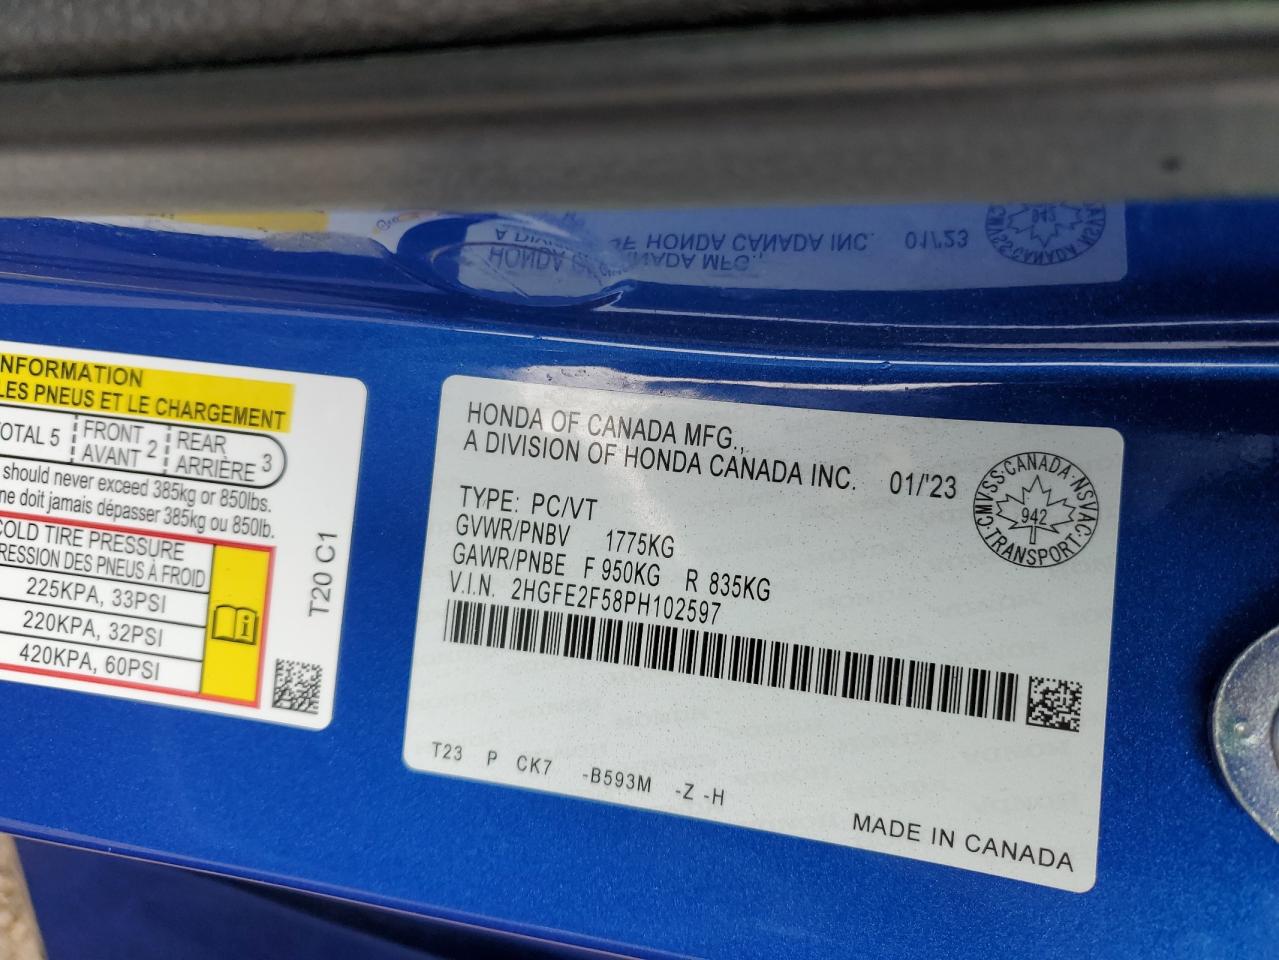 NFORMATION
LES PNEUS ET LE CHARGEMENT
OTAL 5 FRONT AVANT 2 REAR ARRIÈRE 3
should never exceed 385kg or 850lbs.
ne doit jamais dépasser 385kg ou 850lb.
COLD TIRE PRESSURE
RESSION DES PNEUS À FROID
225KPA, 33PSI
220KPA, 32PSI
420KPA, 60PSI
T20 C1
HONDA OF CANADA MFG.,
A DIVISION OF HONDA CANADA INC. 01/'23
CMVSS·CANADA·NSVAC·TRANSPORT·
942
TYPE: PC/VT
GVWR/PNBV 1775KG
GAWR/PNBE F 950KG R 835KG
V.I.N. 2HGFE2F58PH102597
T23 P CK7 -B593M -Z -H
MADE IN CANADA